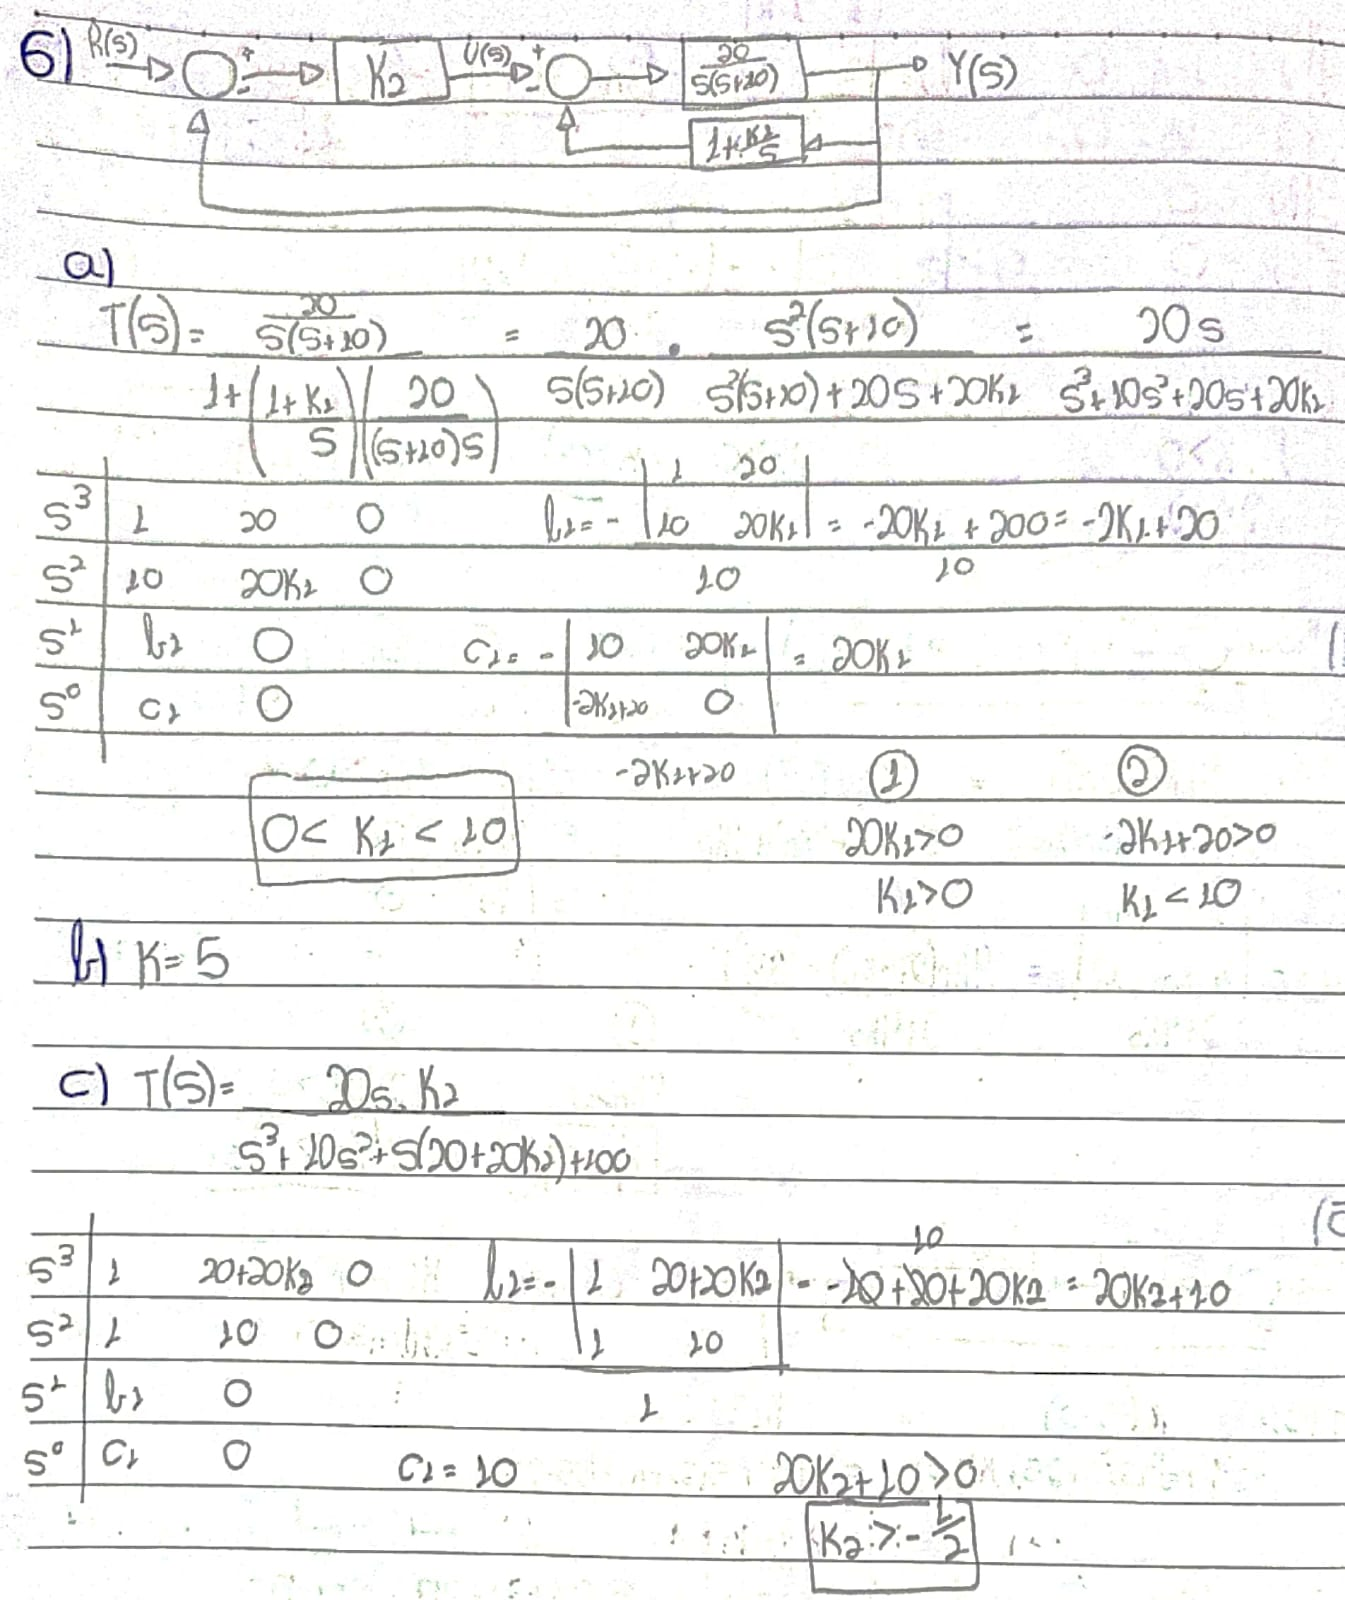 6) R(s) + - K2 U(s) + - 20/(s(s+10)) Y(s)
1+K1/s
a)
T(s) = (20/(s(s+10))) / (1+(1+K1/s)(20/((s+10)s))) = 20/(s(s+10)) . s²(s+10)/(s²(s+10)+20s+20K1) = 20s/(s³+10s²+20s+20K1)
s³ | 1 20 0 b1 = - |1 20; 10 20K1| / 10 = (-20K1+200)/10 = -2K1+20
s² | 10 20K1 0
s¹ | b1 0 c1 = - |10 20K1; -2K1+20 0| / (-2K1+20) = 20K1
s⁰ | c1 0
① ②
0 < K1 < 10 20K1>0 -2K1+20>0
K1>0 K1<10
b) K=5
c) T(s) = 20s.K2 / (s³+10s²+s(20+20K2)+100)
s³ | 1 20+20K2 0 b1 = - |1 20+20K2; 1 10| / 1 = -10+20+20K2 = 20K2+10
10
s² | 1 10 0
s¹ | b1 0
s⁰ | c1 0 c1 = 10 20K2+10>0
K2 > -1/2